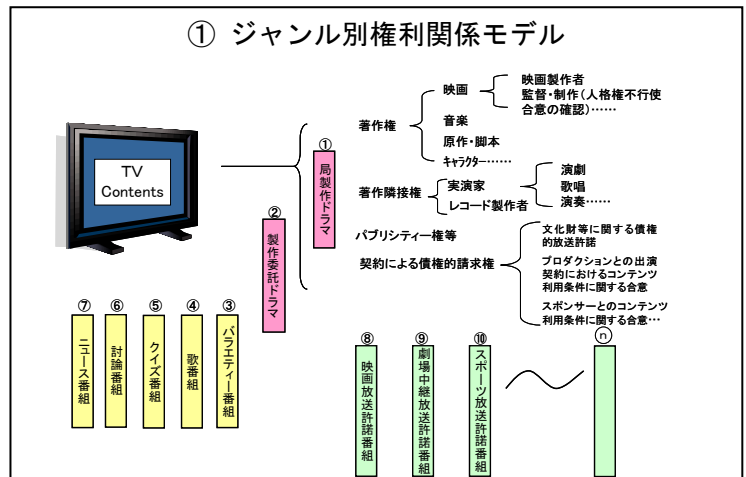 ① ジャンル別権利関係モデル
TV
Contents
①
局製作ドラマ
②
製作委託ドラマ
著作権
映画
映画製作者
監督・制作(人格権不行使
合意の確認)……
音楽
原作・脚本
キャラクター……
著作隣接権
実演家
レコード製作者
演劇
歌唱
演奏……
パブリシティー権等
契約による債権的請求権
文化財等に関する債権
的放送許諾
プロダクションとの出演
契約におけるコンテンツ
利用条件に関する合意
スポンサーとのコンテンツ
利用条件に関する合意…
⑦
ニュース番組
⑥
討論番組
⑤
クイズ番組
④
歌番組
③
バラエティー番組
⑧
映画放送許諾番組
⑨
劇場中継放送許諾番組
⑩
スポーツ放送許諾番組
ⓝ